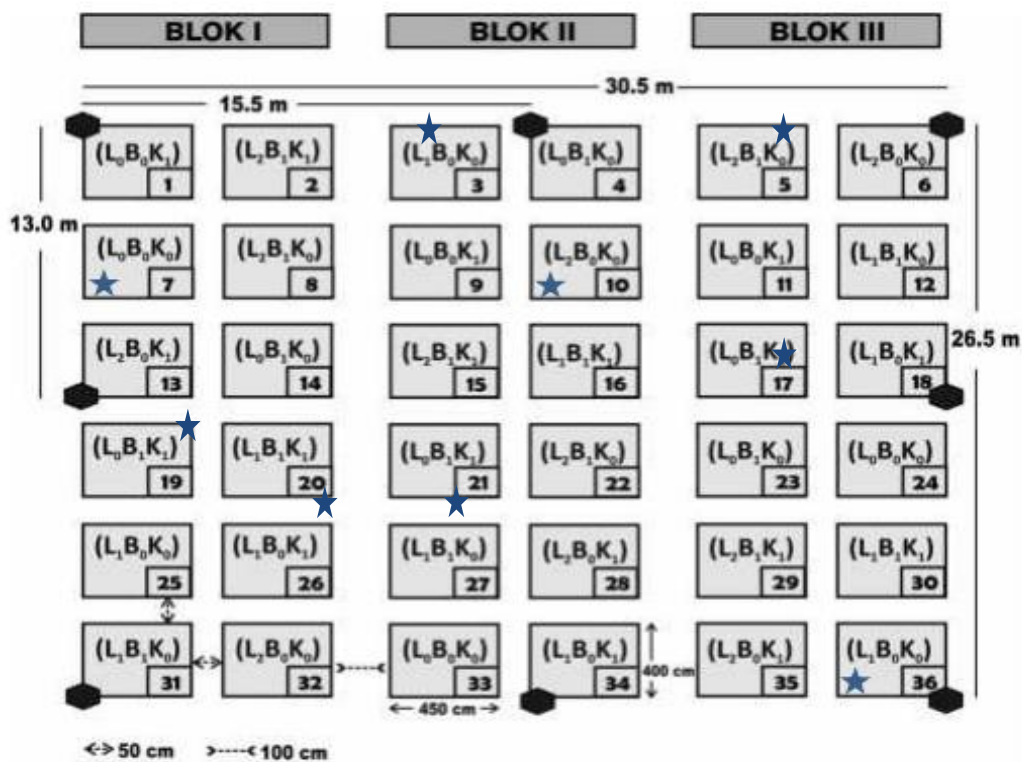 BLOK I BLOK II BLOK III
30.5 m
15.5 m
(L₀B₀K₁) (L₂B₁K₁) (L₁B₀K₀) (L₀B₁K₀) (L₂B₁K₀) (L₂B₀K₀)
1 2 3 4 5 6
13.0 m
(L₀B₀K₀) (L₂B₁K₀) (L₀B₀K₁) (L₂B₀K₀) (L₀B₀K₁) (L₁B₁K₀)
7 8 9 10 11 12
26.5 m
(L₂B₀K₁) (L₀B₁K₀) (L₂B₁K₁) (L₁B₁K₁) (L₀B₁K (L₁B₀K₁)
13 14 15 16 17 18
(L₀B₁K₁) (L₁B₁K₁) (L₀B₁K₁) (L₂B₁K₀) (L₀B₁K₀) (L₀B₀K₀)
19 20 21 22 23 24
(L₁B₀K₀) (L₁B₀K₁) (L₁B₁K₀) (L₂B₀K₁) (L₂B₁K₁) (L₁B₁K₁)
25 26 27 28 29 30
(L₁B₁K₀) (L₂B₀K₀) (L₀B₀K₀) (L₁B₀K₁) (L₂B₀K₁) (L₁B₀K₀)
400 cm
31 32 33 34 35 36
450 cm
50 cm 100 cm